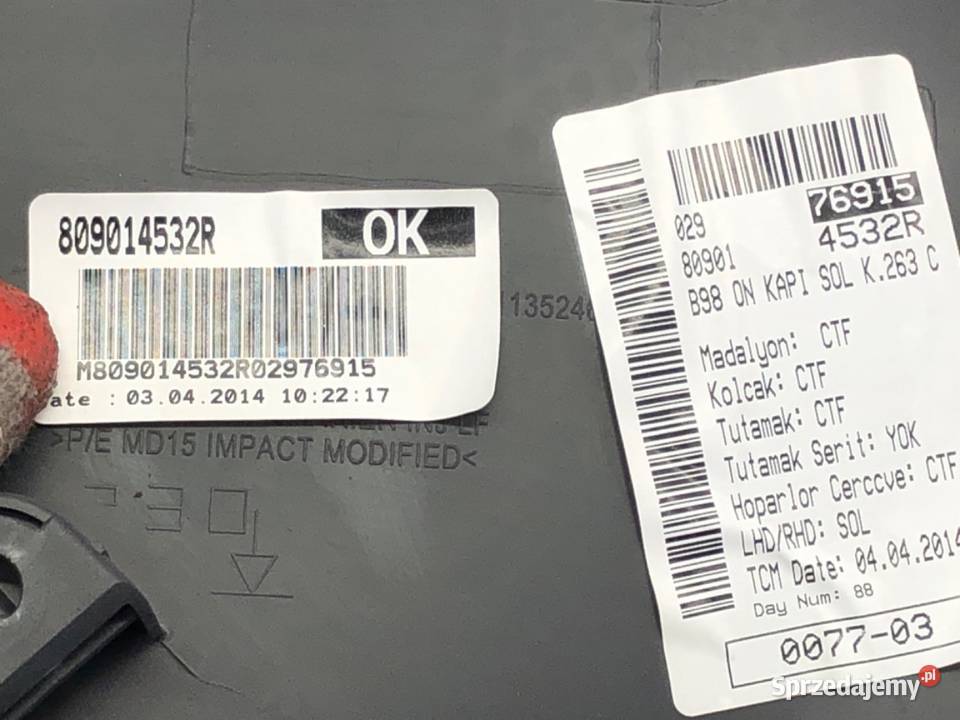 809014532R OK
M809014532R02976915
ate : 03.04.2014 10:22:17
>P/E MD15 IMPACT MODIFIED<
029 76915
80901 4532R
B98 ON KAPI SOL K.263 C
Madalyon: CTF
Kolcak: CTF
Tutamak: CTF
Tutamak Serit: YOK
Hoparlor Cerccve: CTF
LHD/RHD: SOL
TCM Date: 04.04.2014
Day Num: 88
0077-03
Sprzedajemy.pl